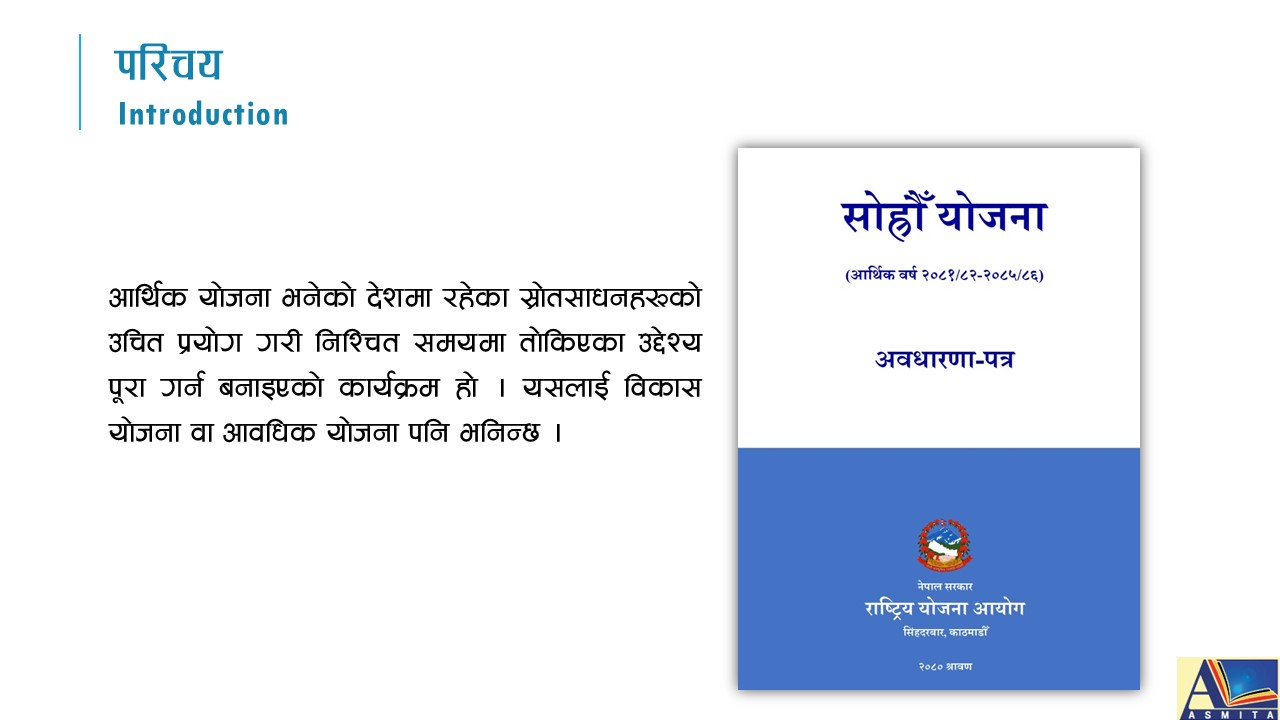 परिचय
Introduction
आर्थिक योजना भनेको देशमा रहेका स्रोतसाधनहरुको
उचित प्रयोग गरी निश्चित समयमा तोकिएका उद्देश्य
पूरा गर्न बनाइएको कार्यक्रम हो ।  यसलाई विकास
योजना वा आवधिक योजना पनि भनिन्छ ।
सोह्रौँ योजना
(आर्थिक वर्ष २०८१/८२-२०८५/८६)
अवधारणा-पत्र
नेपाल सरकार
राष्ट्रिय योजना आयोग
सिंहदरबार, काठमाडौँ
२०८० श्रावण
ASMITA